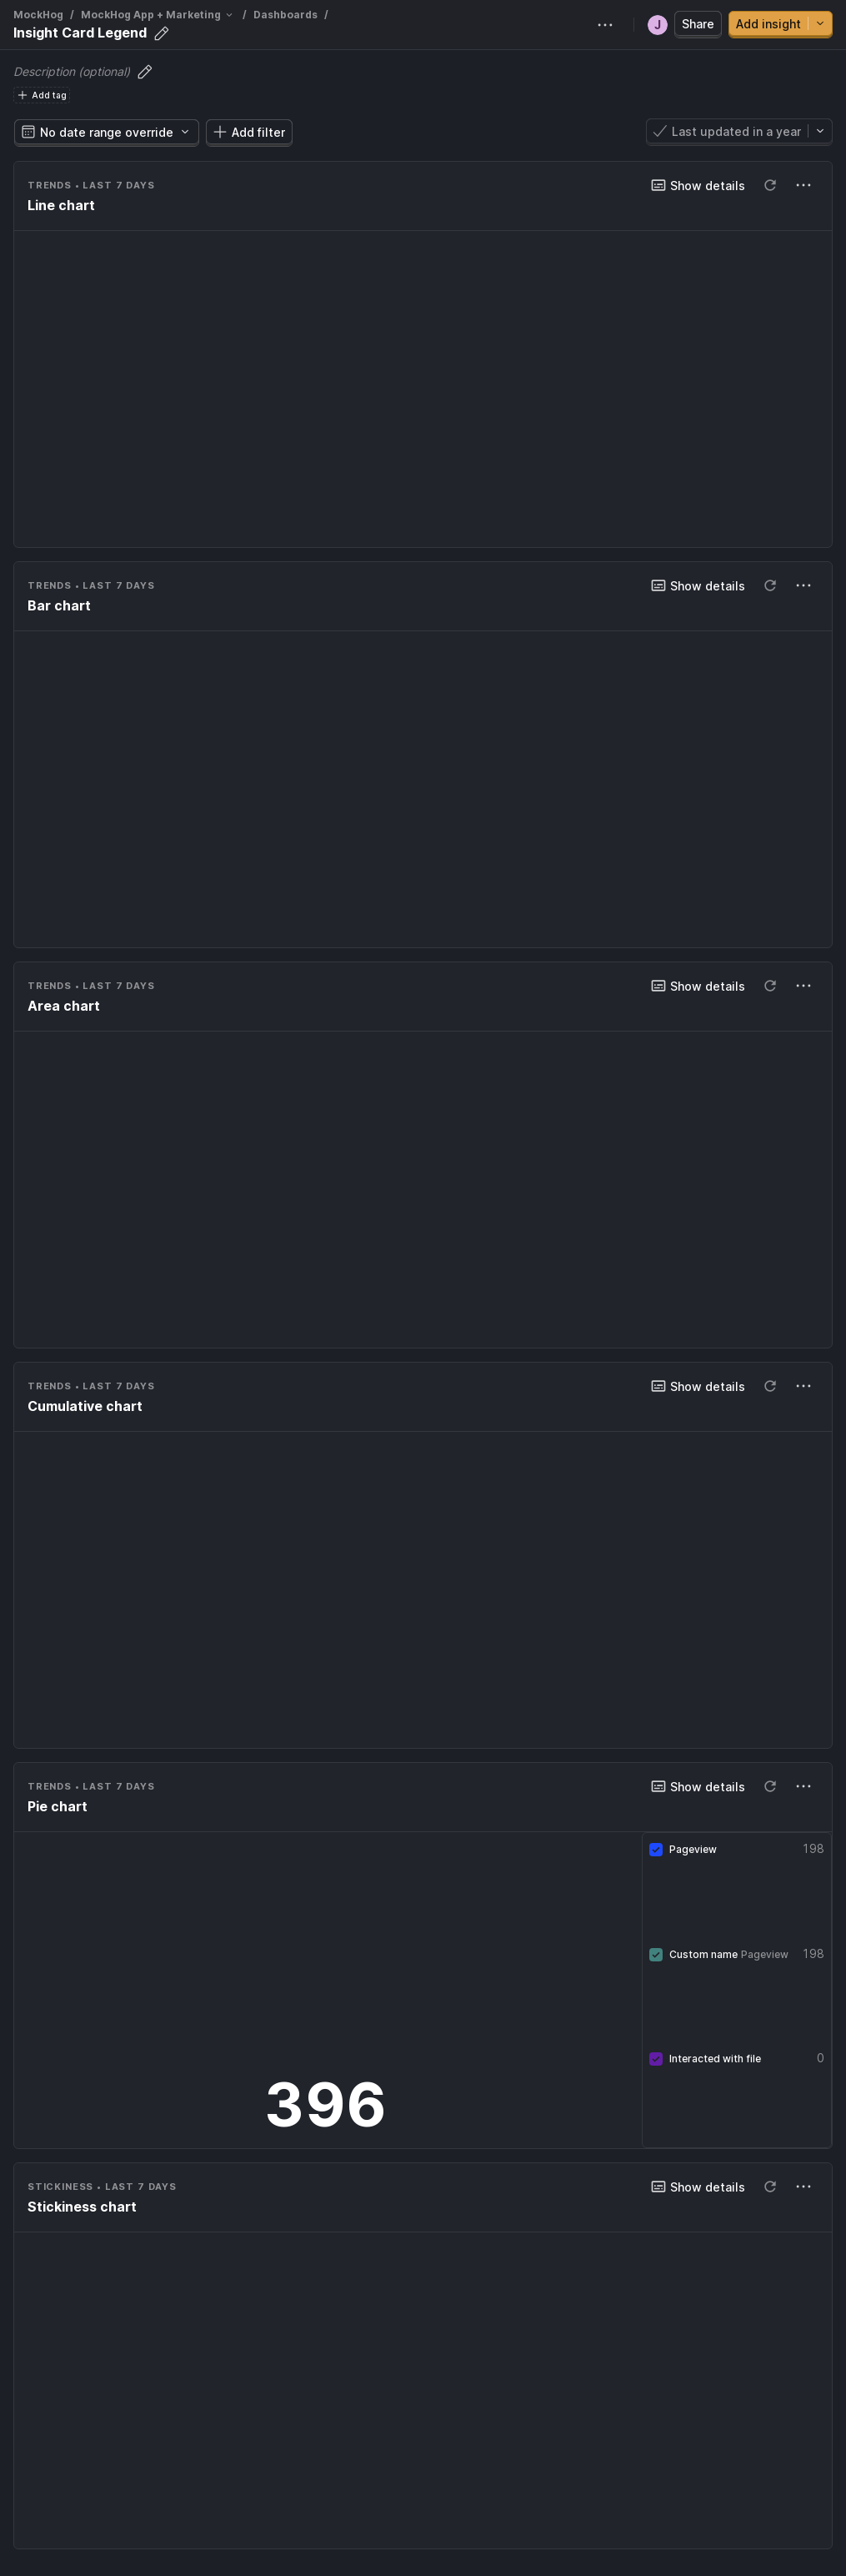 MockHog / MockHog App + Marketing / Dashboards /
Insight Card Legend
J
Share
Add insight
Description (optional)
Add tag
No date range override
Add filter
Last updated in a year
TRENDS • LAST 7 DAYS
Show details
Line chart
TRENDS • LAST 7 DAYS
Show details
Bar chart
TRENDS • LAST 7 DAYS
Show details
Area chart
TRENDS • LAST 7 DAYS
Show details
Cumulative chart
TRENDS • LAST 7 DAYS
Show details
Pie chart
Pageview 198
Custom name Pageview 198
Interacted with file 0
396
STICKINESS • LAST 7 DAYS
Show details
Stickiness chart